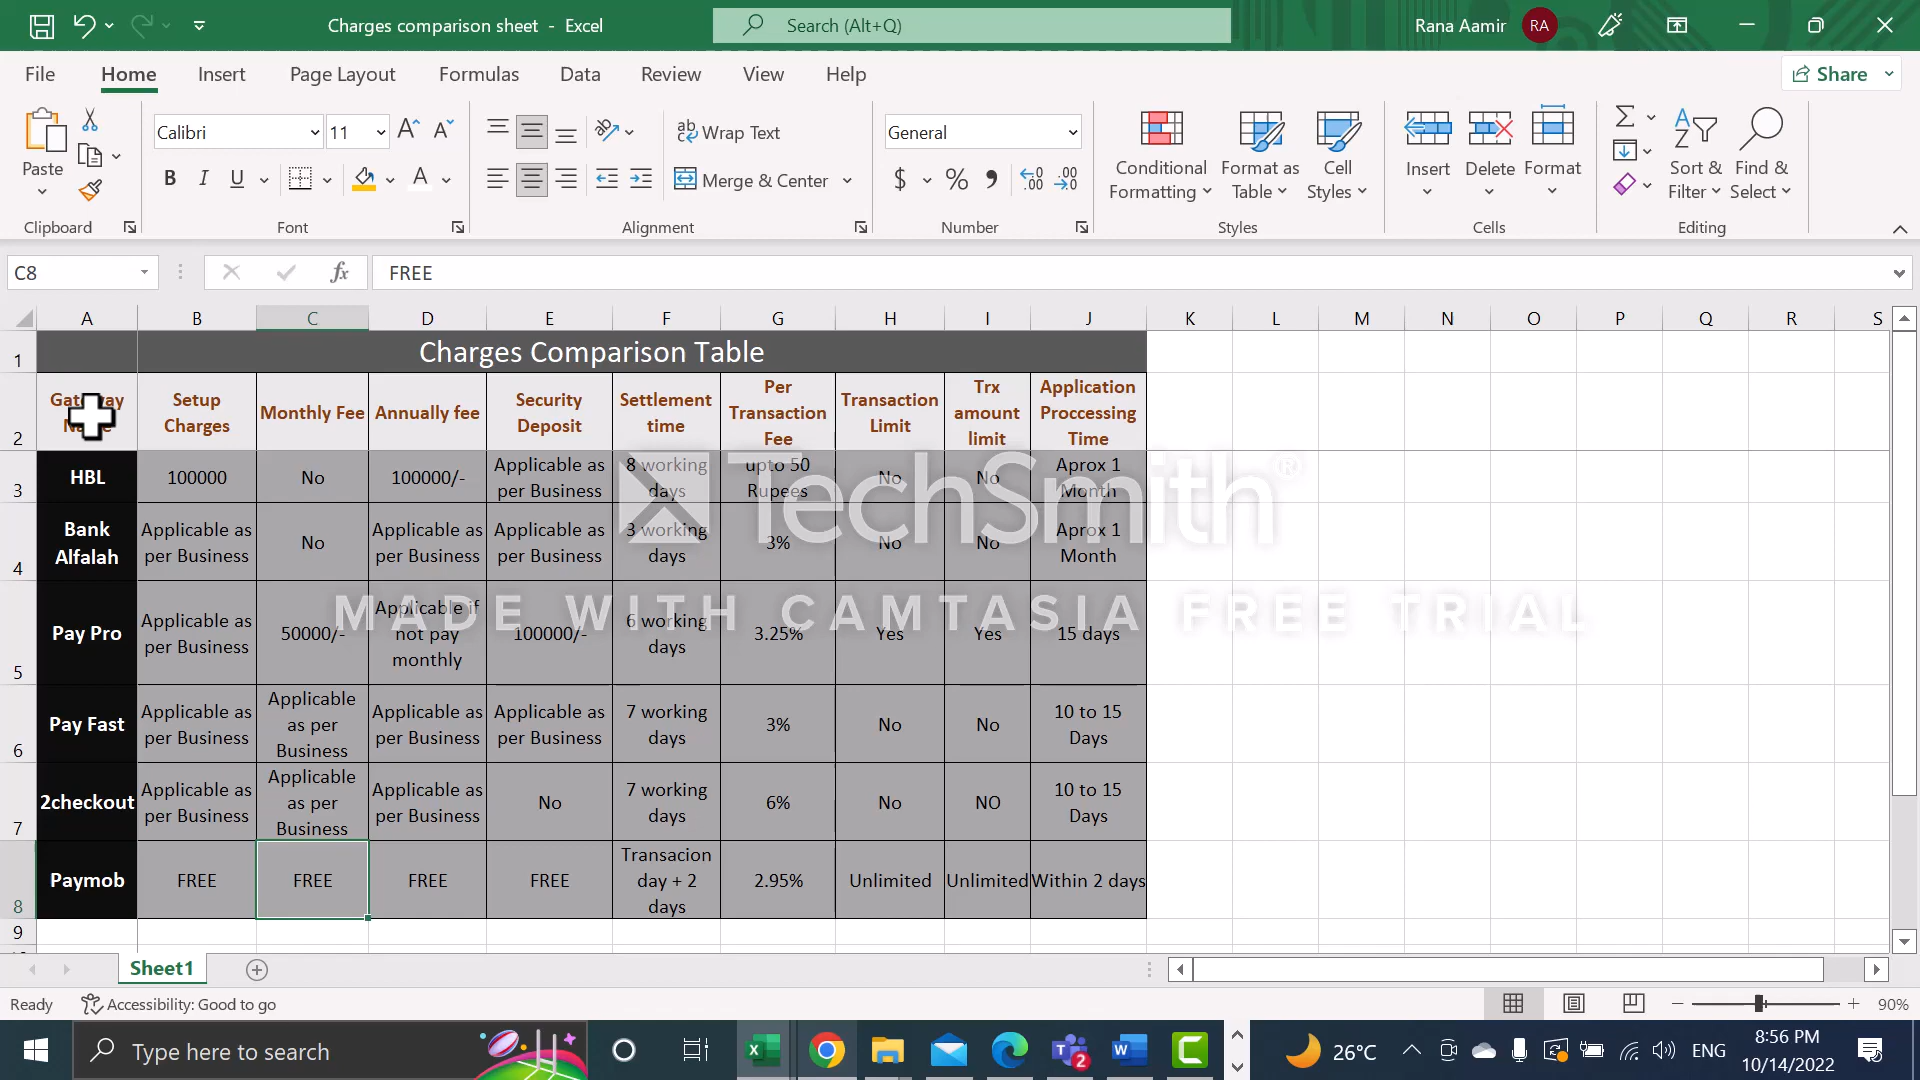 Charges comparison sheet - Excel
Search (Alt+Q)
Rana Aamir
RA
File Home Insert Page Layout Formulas Data Review View Help
Share
Paste
Clipboard
Calibri
11
B I U
Font
ab Wrap Text
Merge & Center
Alignment
General
$ % 9
Number
Conditional Formatting
Format as Table
Cell Styles
Styles
Insert
Delete
Format
Cells
Sort & Filter
Find & Select
Editing
C8
fx
FREE
A B C D E F G H I J K L M N O P Q R S
1 Charges Comparison Table
2
Setup Charges
Monthly Fee
Annually fee
Security Deposit
Settlement time
Per Transaction Fee
Transaction Limit
Trx amount limit
Application Proccessing Time
3 HBL 100000 No 100000/- Applicable as per Business 8 working days upto 50 Rupees No No Aprox 1 Month
4 Bank Alfalah Applicable as per Business No Applicable as per Business Applicable as per Business 3 working days 3% No No Aprox 1 Month
5 Pay Pro Applicable as per Business 50000/- Applicable if not pay monthly 100000/- 6 working days 3.25% Yes Yes 15 days
6 Pay Fast Applicable as per Business Applicable as per Business Applicable as per Business Applicable as per Business 7 working days 3% No No 10 to 15 Days
7 2checkout Applicable as per Business Applicable as per Business Applicable as per Business No 7 working days 6% No NO 10 to 15 Days
8 Paymob FREE FREE FREE FREE Transacion day + 2 days 2.95% Unlimited Unlimited Within 2 days
9
TechSmith®
MADE WITH CAMTASIA FREE TRIAL
Sheet1
Ready
Accessibility: Good to go
90%
Type here to search
26°C
ENG
8:56 PM
10/14/2022